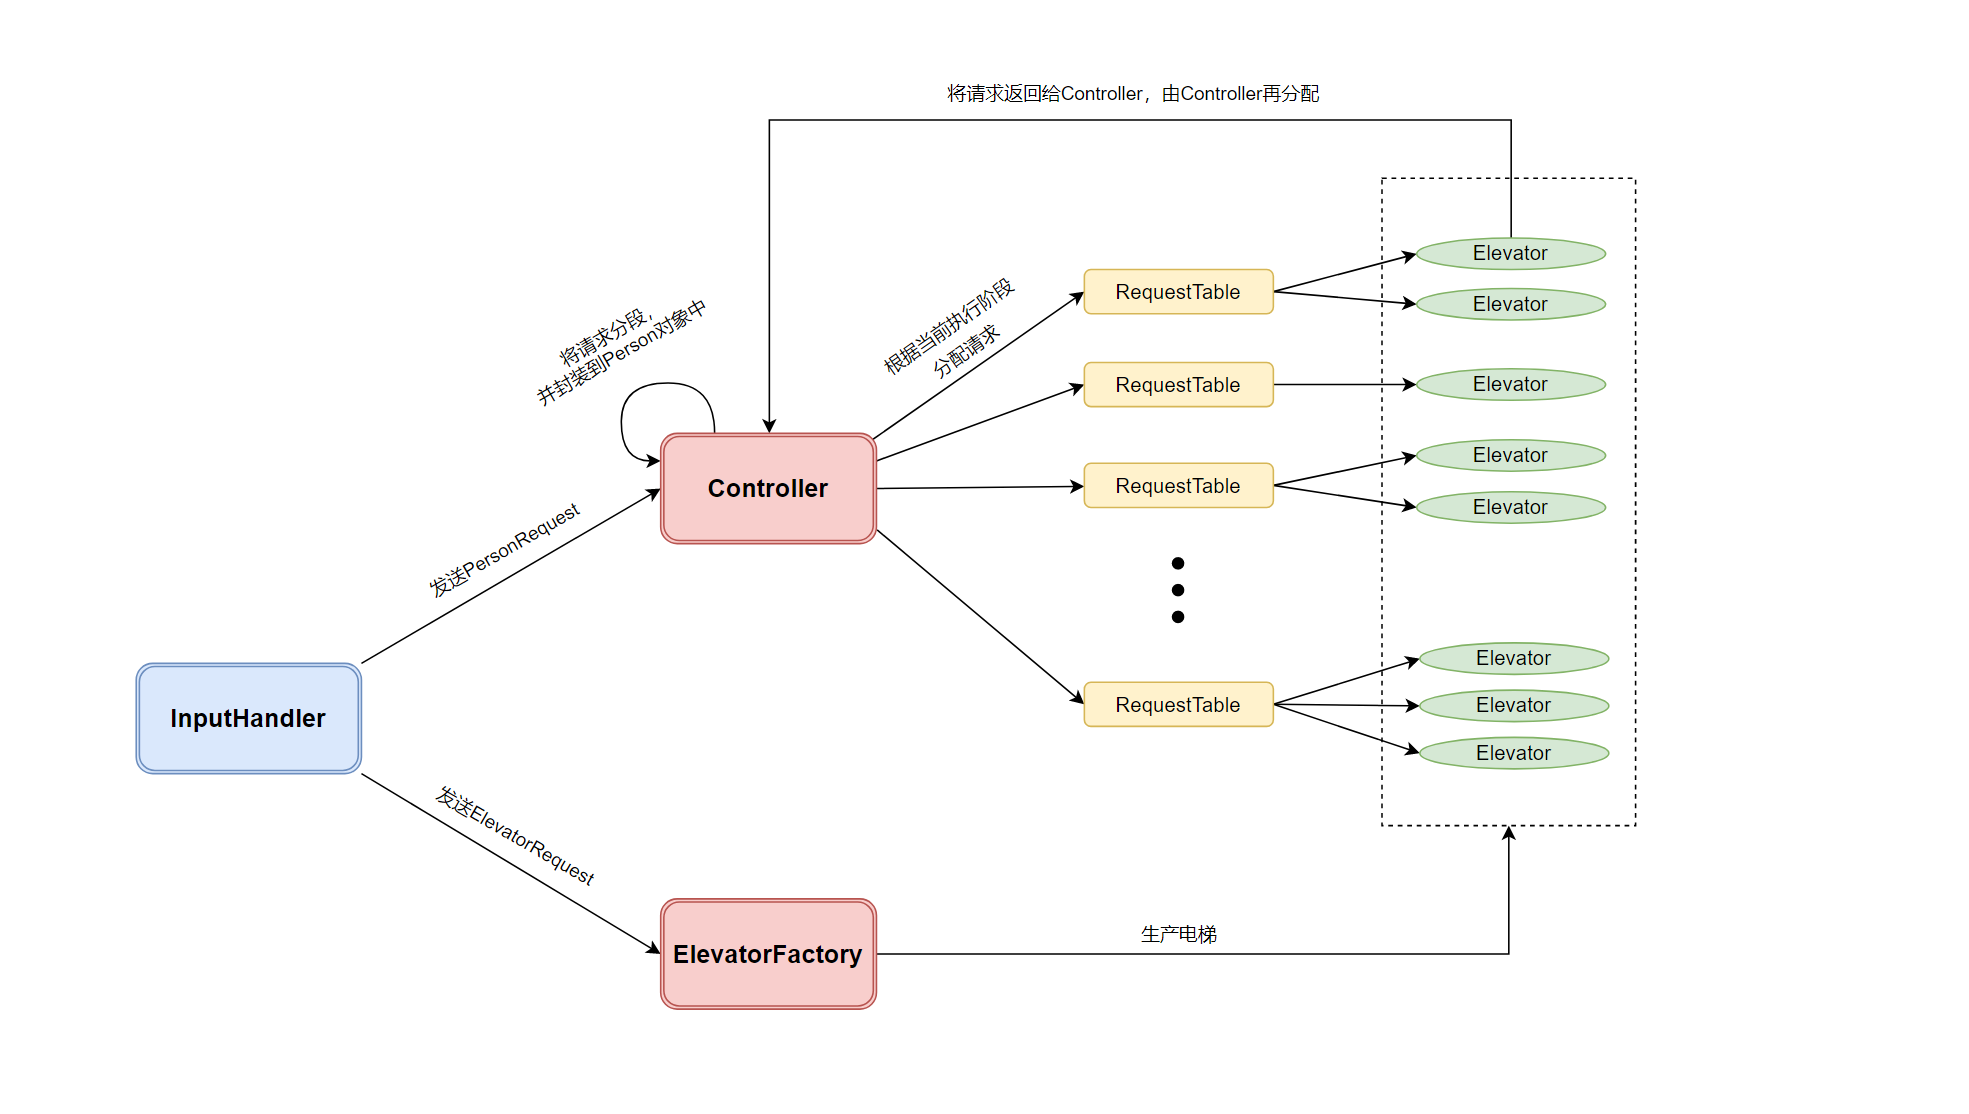 将请求返回给Controller，由Controller再分配
将请求分段，
并封装到Person对象中
根据当前执行阶段
分配请求
Controller
发送PersonRequest
InputHandler
发送ElevatorRequest
ElevatorFactory
生产电梯
RequestTable
RequestTable
RequestTable
RequestTable
Elevator
Elevator
Elevator
Elevator
Elevator
Elevator
Elevator
Elevator